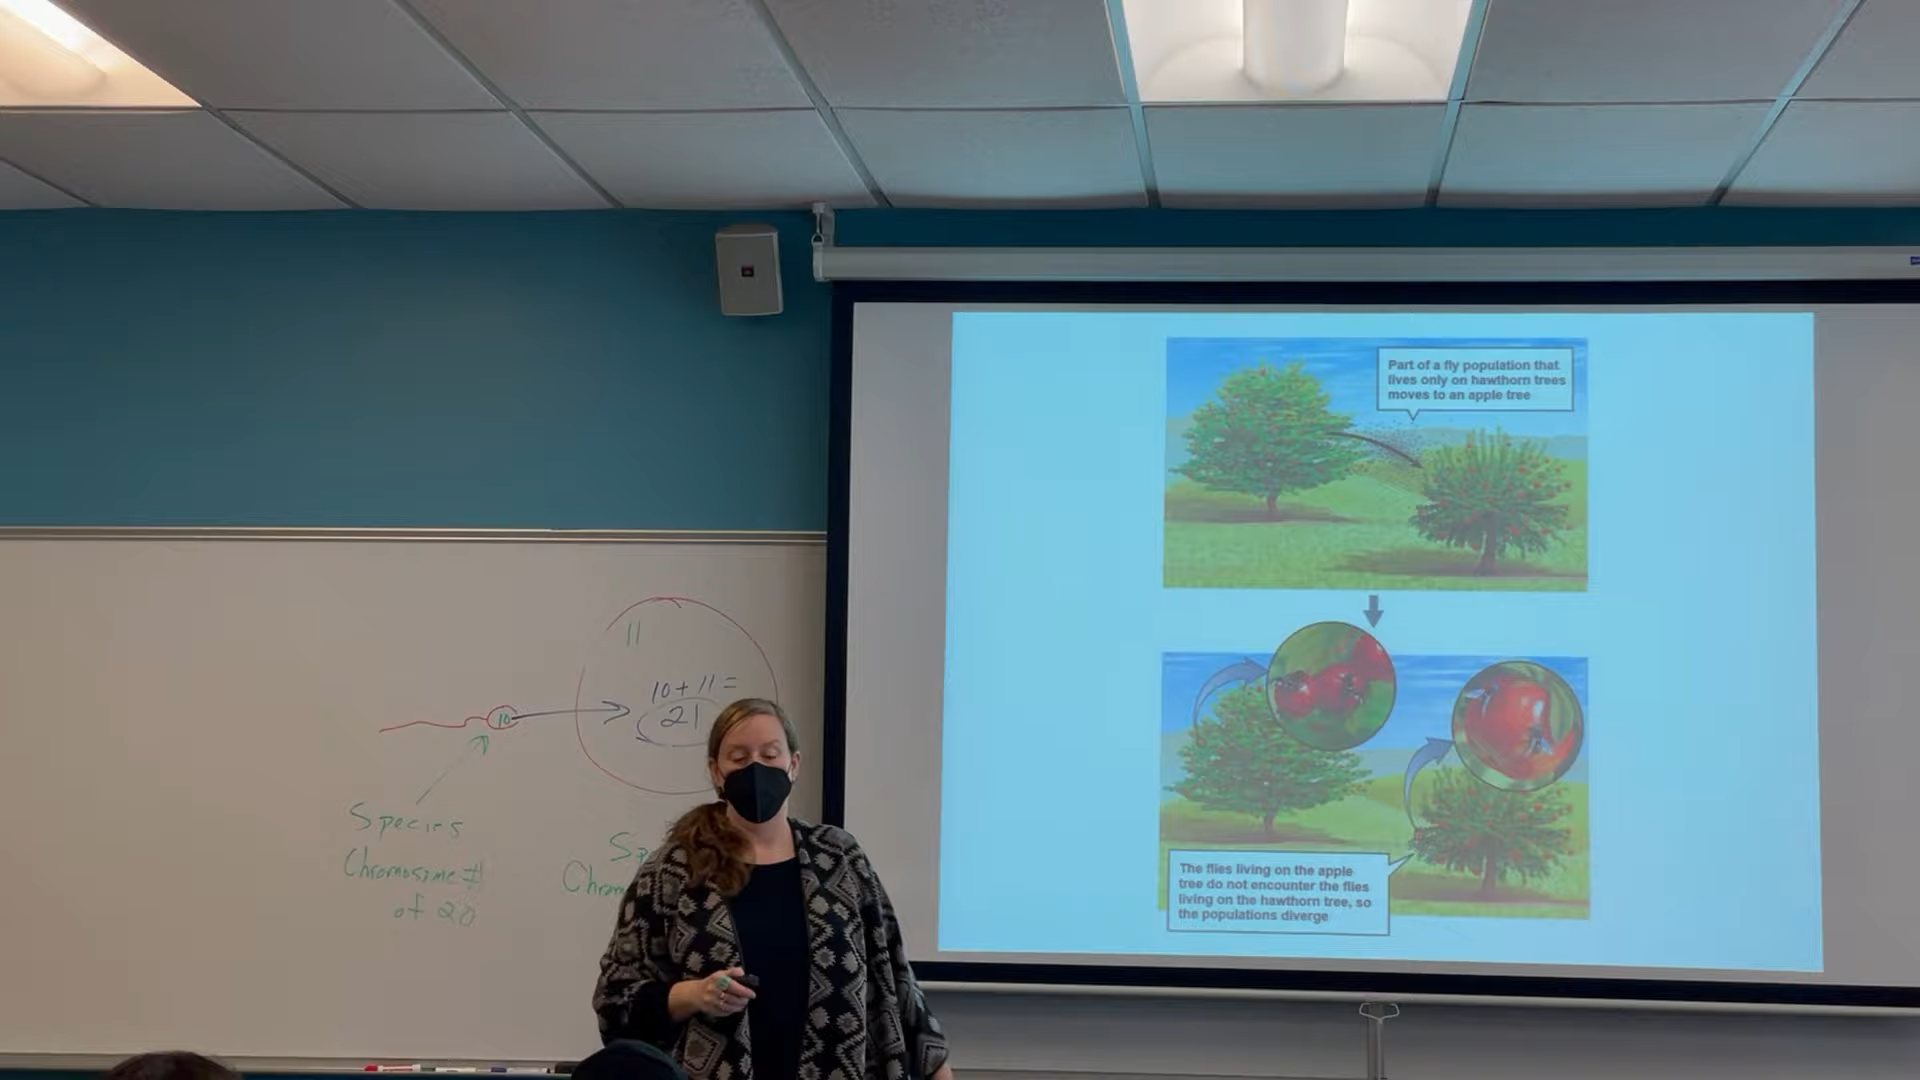 11
10 + 11 =
21
10
Species
Chromosome #
of 20
Part of a fly population that
lives only on hawthorn trees
moves to an apple tree
The flies living on the apple
tree do not encounter the flies
living on the hawthorn tree, so
the populations diverge